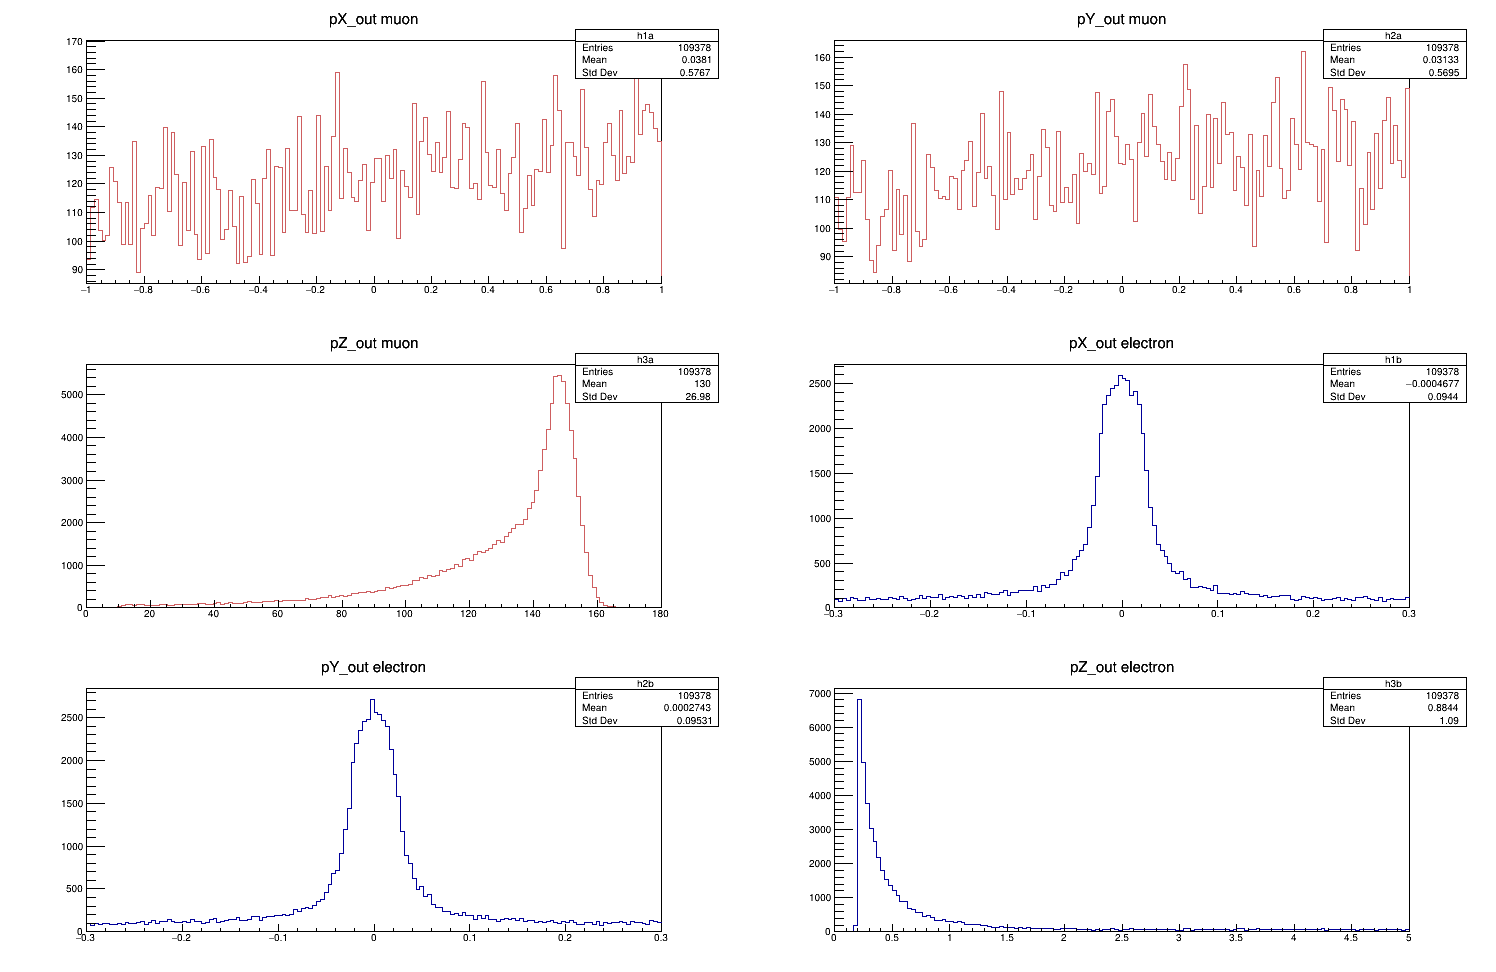 pX_out muon
h1a
Entries 109378
Mean 0.0381
Std Dev 0.5767
170
160
150
140
130
120
110
100
90
−1 −0.8 −0.6 −0.4 −0.2 0 0.2 0.4 0.6 0.8 1
pY_out muon
h2a
Entries 109378
Mean 0.03133
Std Dev 0.5695
160
150
140
130
120
110
100
90
−1 −0.8 −0.6 −0.4 −0.2 0 0.2 0.4 0.6 0.8 1
pZ_out muon
h3a
Entries 109378
Mean 130
Std Dev 26.98
5000
4000
3000
2000
1000
0
0 20 40 60 80 100 120 140 160 180
pX_out electron
h1b
Entries 109378
Mean −0.0004677
Std Dev 0.0944
2500
2000
1500
1000
500
0
−0.3 −0.2 −0.1 0 0.1 0.2 0.3
pY_out electron
h2b
Entries 109378
Mean 0.0002743
Std Dev 0.09531
2500
2000
1500
1000
500
0
−0.3 −0.2 −0.1 0 0.1 0.2 0.3
pZ_out electron
h3b
Entries 109378
Mean 0.8844
Std Dev 1.09
7000
6000
5000
4000
3000
2000
1000
0
0 0.5 1 1.5 2 2.5 3 3.5 4 4.5 5